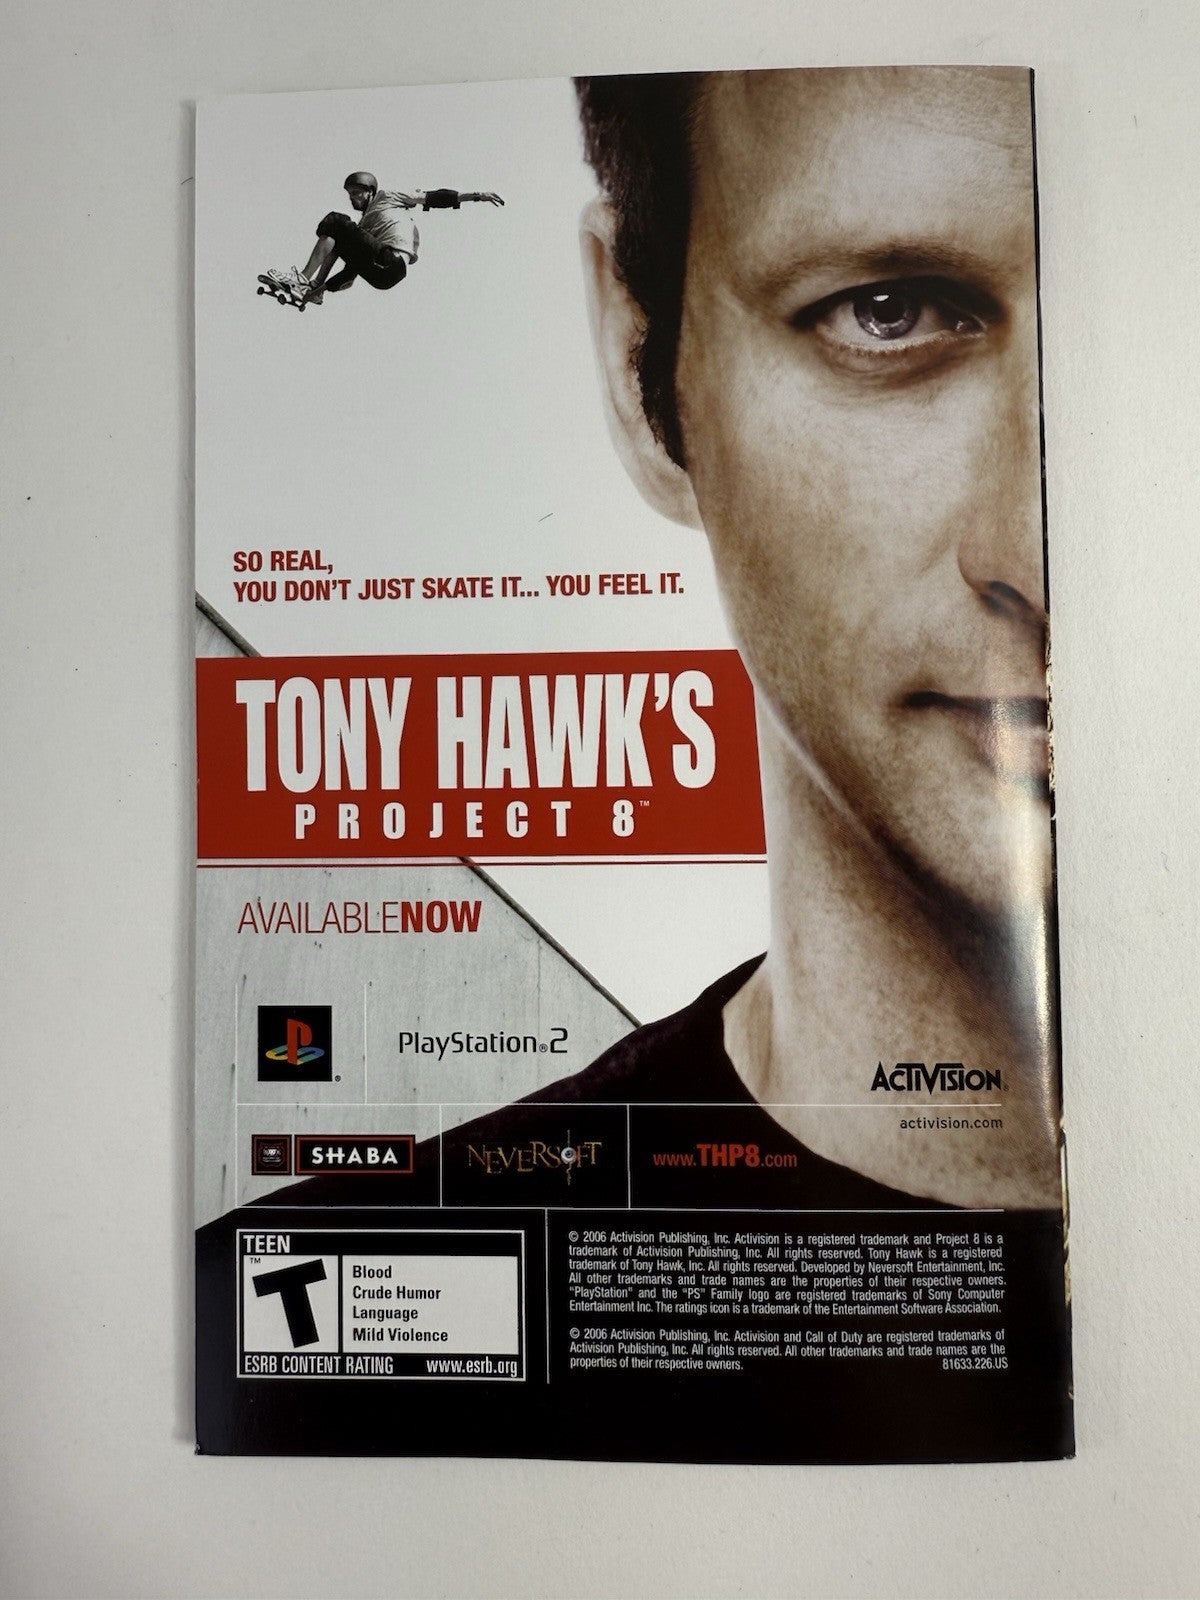 SO REAL,
YOU DON'T JUST SKATE IT... YOU FEEL IT.
TONY HAWK'S
PROJECT 8™
AVAILABLENOW
PlayStation®2
ACTIVISION®
activision.com
SHABA
NEVERSOFT
www.THP8.com
TEEN
T™
Blood
Crude Humor
Language
Mild Violence
ESRB CONTENT RATING www.esrb.org
© 2006 Activision Publishing, Inc. Activision is a registered trademark and Project 8 is a
trademark of Activision Publishing, Inc. All rights reserved. Tony Hawk is a registered
trademark of Tony Hawk, Inc. All rights reserved. Developed by Neversoft Entertainment, Inc.
All other trademarks and trade names are the properties of their respective owners.
"PlayStation" and the "PS" Family logo are registered trademarks of Sony Computer
Entertainment Inc. The ratings icon is a trademark of the Entertainment Software Association.
© 2006 Activision Publishing, Inc. Activision and Call of Duty are registered trademarks of
Activision Publishing, Inc. All rights reserved. All other trademarks and trade names are the
properties of their respective owners. 81633.226.US